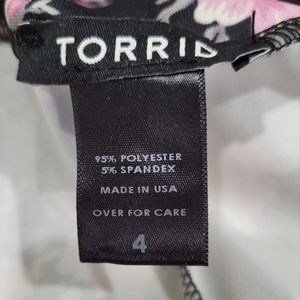 TORRID
95% POLYESTER
5% SPANDEX
MADE IN USA
OVER FOR CARE
4